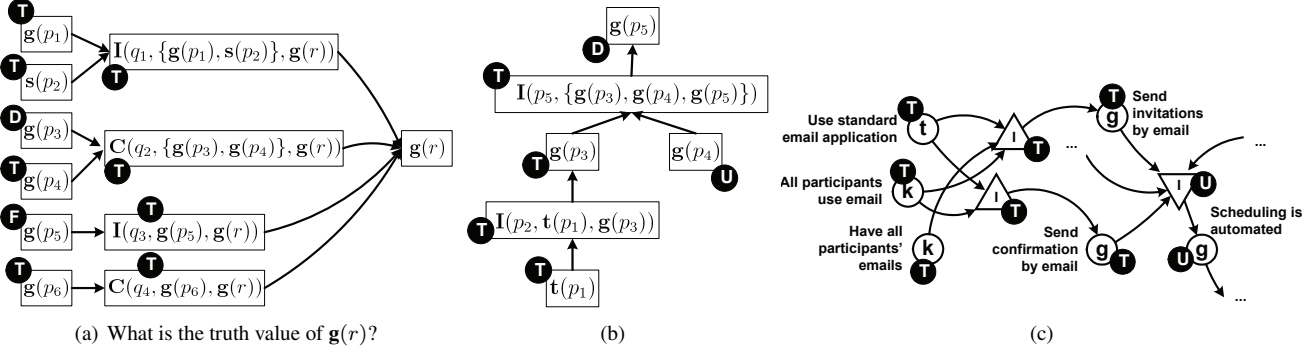 T
g(p₁)
T
s(p₂)
I(q₁, {g(p₁), s(p₂)}, g(r))
T
D
g(p₃)
T
g(p₄)
C(q₂, {g(p₃), g(p₄)}, g(r))
T
F
g(p₅)
T
I(q₃, g(p₅), g(r))
T
g(p₆)
T
C(q₄, g(p₆), g(r))
g(r)
(a) What is the truth value of g(r)?
g(p₅)
D
T
I(p₅, {g(p₃), g(p₄), g(p₅)})
g(p₃)
T
g(p₄)
U
I(p₂, t(p₁), g(p₃))
T
T
t(p₁)
(b)
Use standard
email application
T
t
All participants
use email
T
k
Have all
participants'
emails
k
T
I
T
I
T
...
T
g
Send
invitations
by email
Send
confirmation
by email
g
T
...
I
U
Scheduling is
automated
U
g
...
(c)